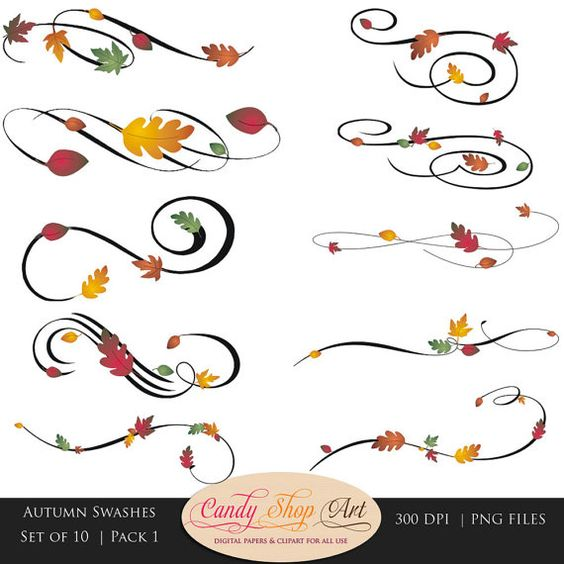 Autumn Swashes
Set of 10 | Pack 1
Candy Shop Art
DIGITAL PAPERS & CLIPART FOR ALL USE
300 DPI | PNG FILES